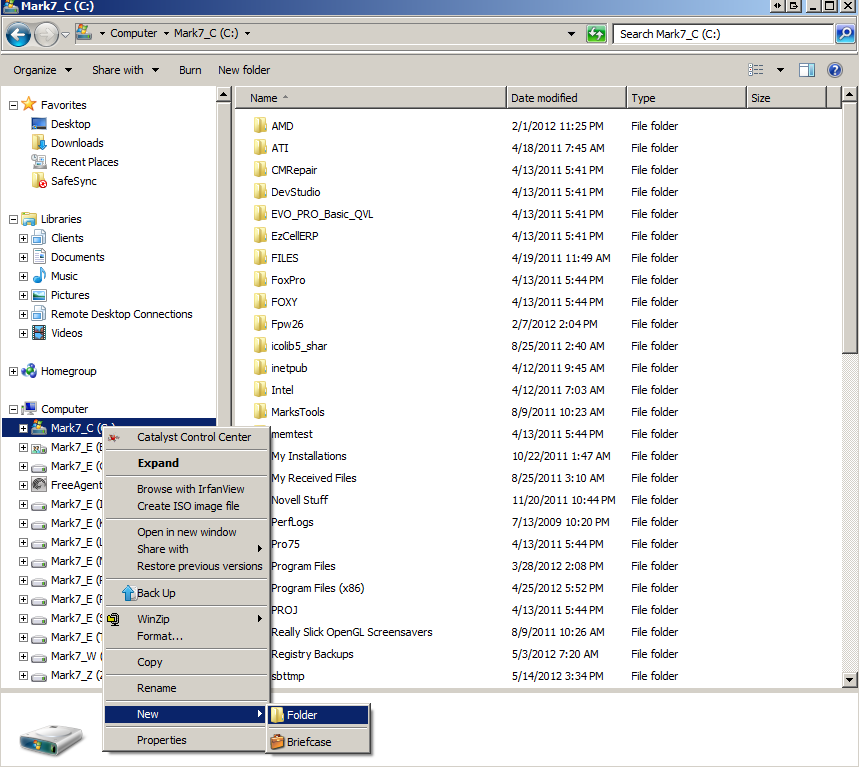 Mark7_C (C:)
Computer Mark7_C (C:)
Search Mark7_C (C:)
Organize Share with Burn New folder
Name Date modified Type Size
Favorites
Desktop
Downloads
Recent Places
SafeSync
Libraries
Clients
Documents
Music
Pictures
Remote Desktop Connections
Videos
Homegroup
Computer
Mark7_C
Mark7_E
Mark7_E
FreeAgent
Mark7_E
Mark7_E
Mark7_E
Mark7_E
Mark7_E
Mark7_E
Mark7_E
Mark7_E
Mark7_W
Mark7_Z
AMD 2/1/2012 11:25 PM File folder
ATI 4/18/2011 7:45 AM File folder
CMRepair 4/13/2011 5:41 PM File folder
DevStudio 4/13/2011 5:41 PM File folder
EVO_PRO_Basic_QVL 4/13/2011 5:41 PM File folder
EzCellERP 4/13/2011 5:41 PM File folder
FILES 4/19/2011 11:49 AM File folder
FoxPro 4/13/2011 5:44 PM File folder
FOXY 4/13/2011 5:44 PM File folder
Fpw26 2/7/2012 2:04 PM File folder
icolib5_shar 8/25/2011 2:40 AM File folder
inetpub 4/12/2011 9:45 AM File folder
Intel 4/12/2011 7:03 AM File folder
MarksTools 8/9/2011 10:23 AM File folder
memtest 4/13/2011 5:44 PM File folder
My Installations 10/22/2011 1:47 AM File folder
My Received Files 8/25/2011 3:10 AM File folder
Novell Stuff 11/20/2011 10:44 PM File folder
PerfLogs 7/13/2009 10:20 PM File folder
Pro75 4/13/2011 5:44 PM File folder
Program Files 3/28/2012 2:08 PM File folder
Program Files (x86) 4/25/2012 5:52 PM File folder
PROJ 4/13/2011 5:44 PM File folder
Really Slick OpenGL Screensavers 8/9/2011 10:26 AM File folder
Registry Backups 5/3/2012 7:20 AM File folder
sbttmp 5/14/2012 3:34 PM File folder
Catalyst Control Center
Expand
Browse with IrfanView
Create ISO image file
Open in new window
Share with
Restore previous versions
Back Up
WinZip
Format...
Copy
Rename
New
Properties
Folder
Briefcase